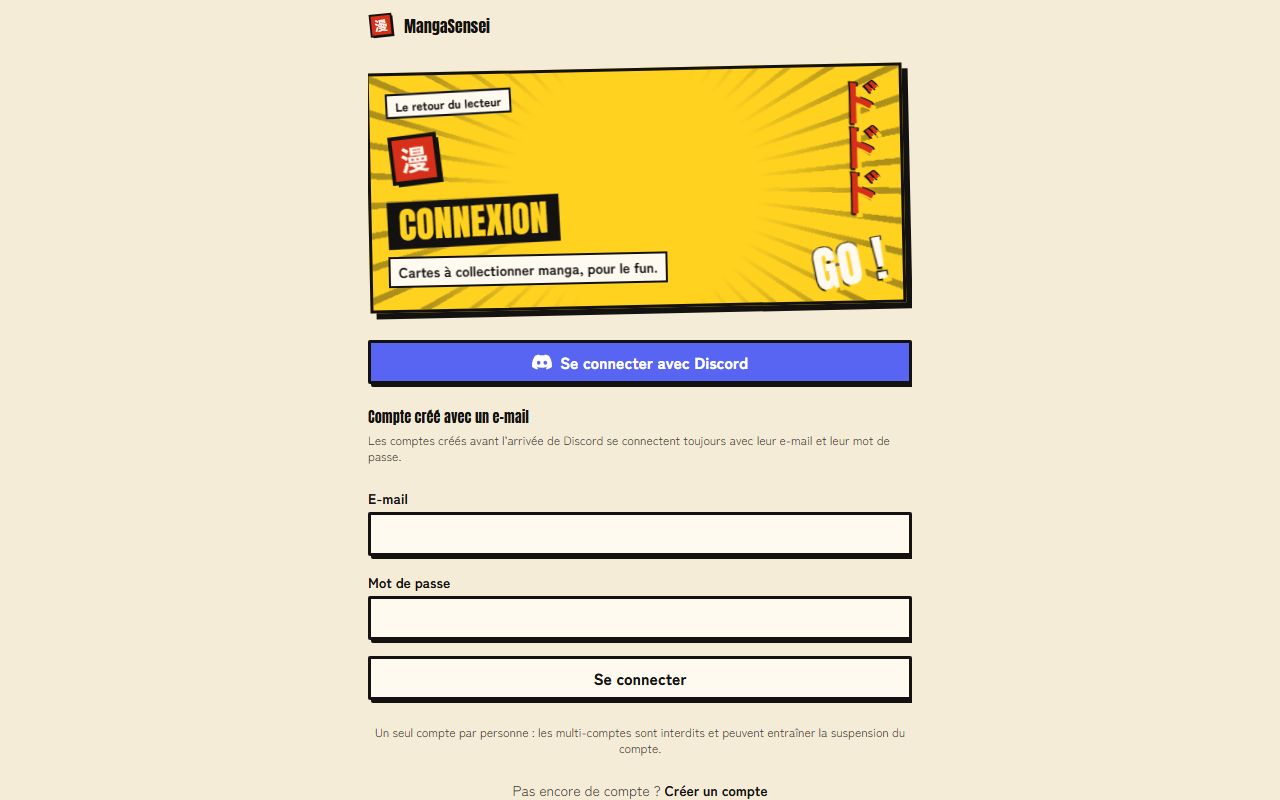 漫 MangaSensei
Le retour du lecteur
漫
CONNEXION
Cartes à collectionner manga, pour le fun.
ドドド
GO !
Se connecter avec Discord
Compte créé avec un e-mail
Les comptes créés avant l'arrivée de Discord se connectent toujours avec leur e-mail et leur mot de
passe.
E-mail
Mot de passe
Se connecter
Un seul compte par personne : les multi-comptes sont interdits et peuvent entraîner la suspension du
compte.
Pas encore de compte ? Créer un compte